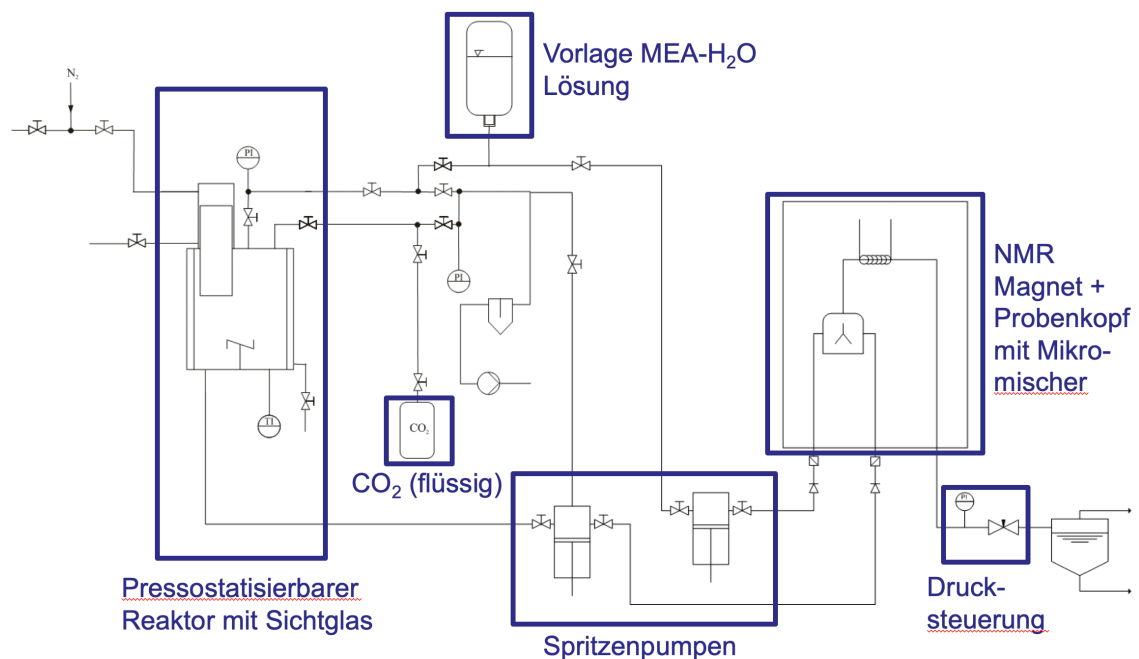 Vorlage MEA-H₂O
Lösung
N₂
PI
PI
TI
CO₂
CO₂ (flüssig)
NMR
Magnet +
Probenkopf
mit Mikro-
mischer
PI
Druck-
steuerung
Pressostatisierbarer
Reaktor mit Sichtglas
Spritzenpumpen